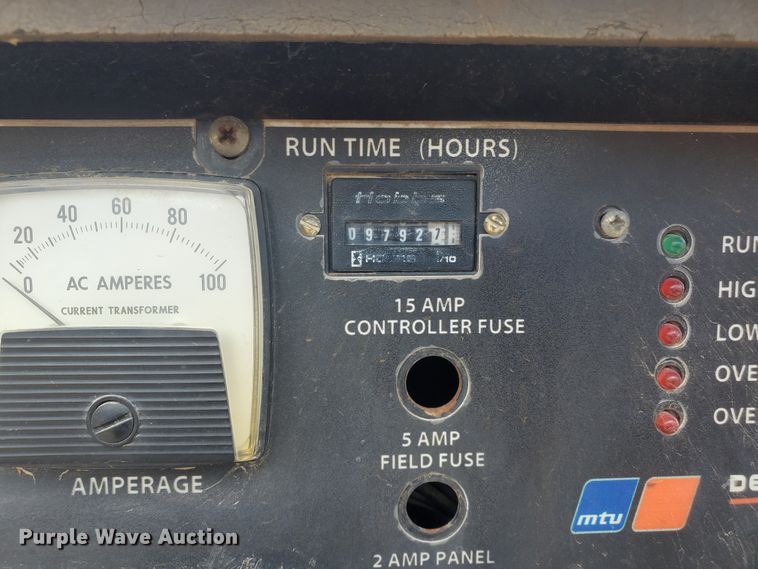 RUN TIME (HOURS)
Hobbs
097927
1/10
20 40 60 80
0 AC AMPERES 100
CURRENT TRANSFORMER
15 AMP
CONTROLLER FUSE
5 AMP
FIELD FUSE
2 AMP PANEL
AMPERAGE
RUN
HIG
LOW
OVE
OVE
mtu
DE
Purple Wave Auction